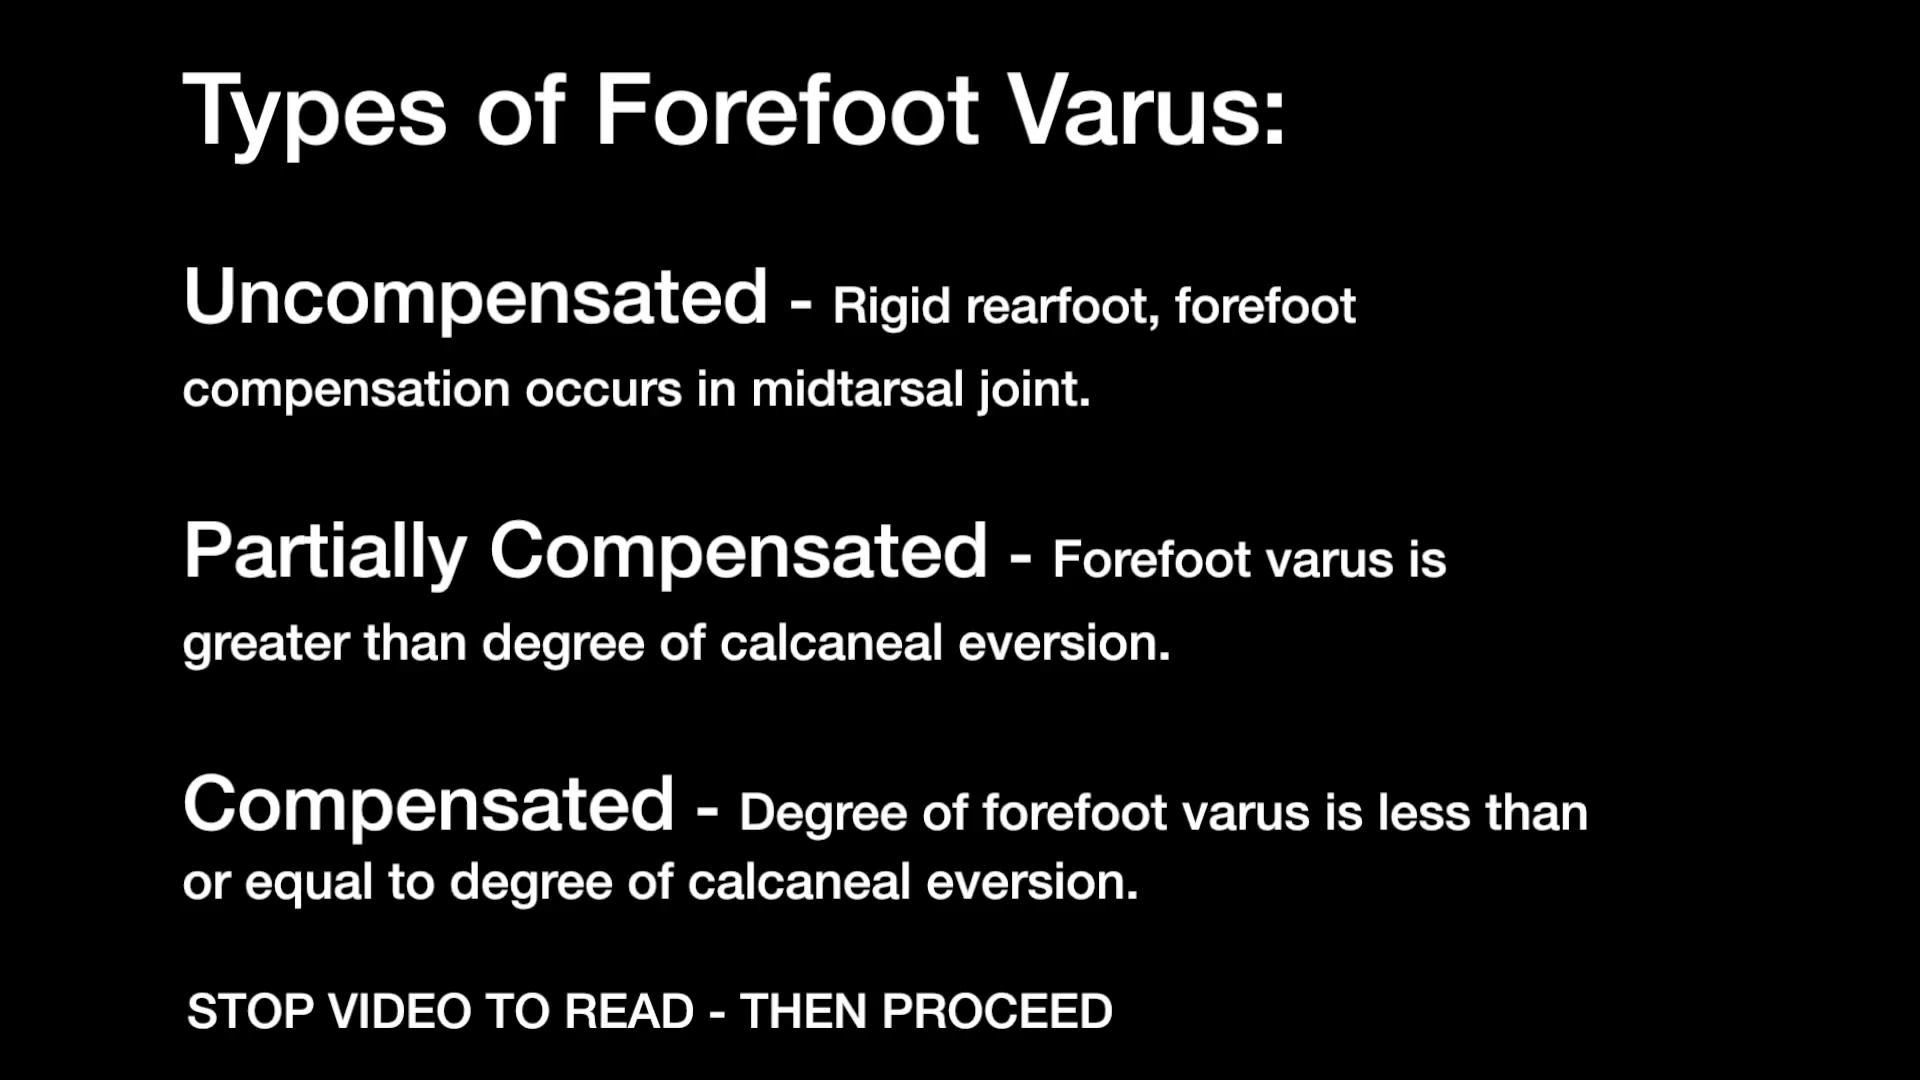 Types of Forefoot Varus:
Uncompensated - Rigid rearfoot, forefoot
compensation occurs in midtarsal joint.
Partially Compensated - Forefoot varus is
greater than degree of calcaneal eversion.
Compensated - Degree of forefoot varus is less than
or equal to degree of calcaneal eversion.
STOP VIDEO TO READ - THEN PROCEED